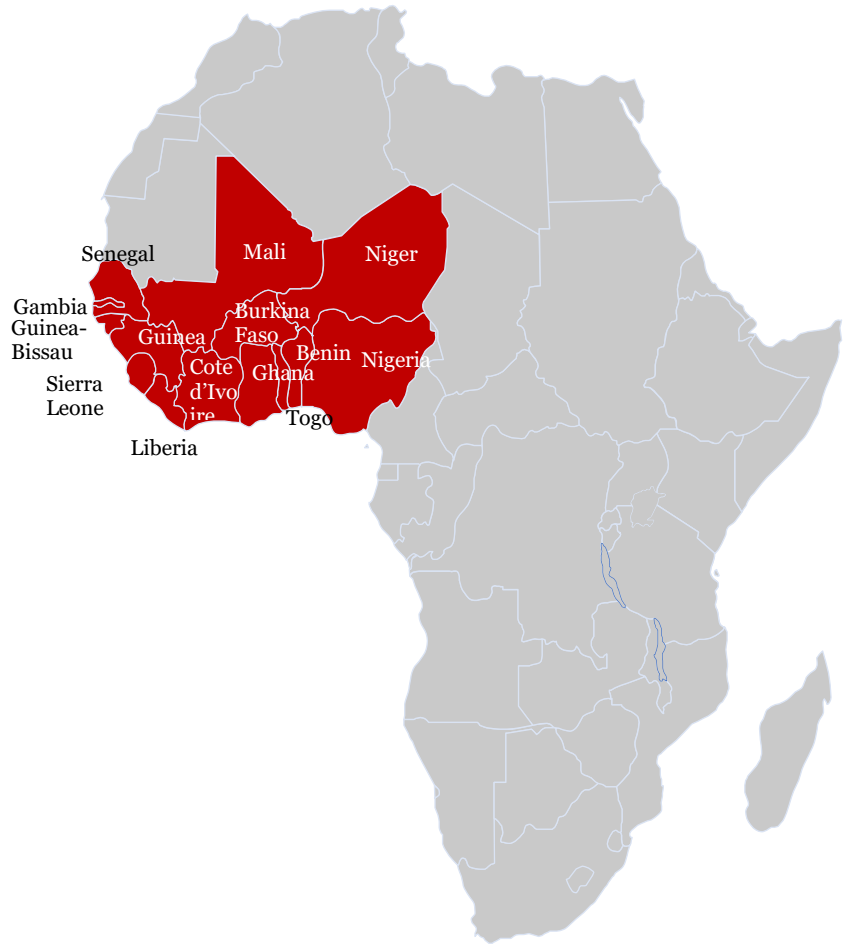 Mali
Senegal
Niger
Gambia
Guinea-
Bissau
Burkina
Faso
Guinea
Benin
Nigeria
Cote
d’Ivo
ire
Ghana
Sierra
Leone
Togo
Liberia